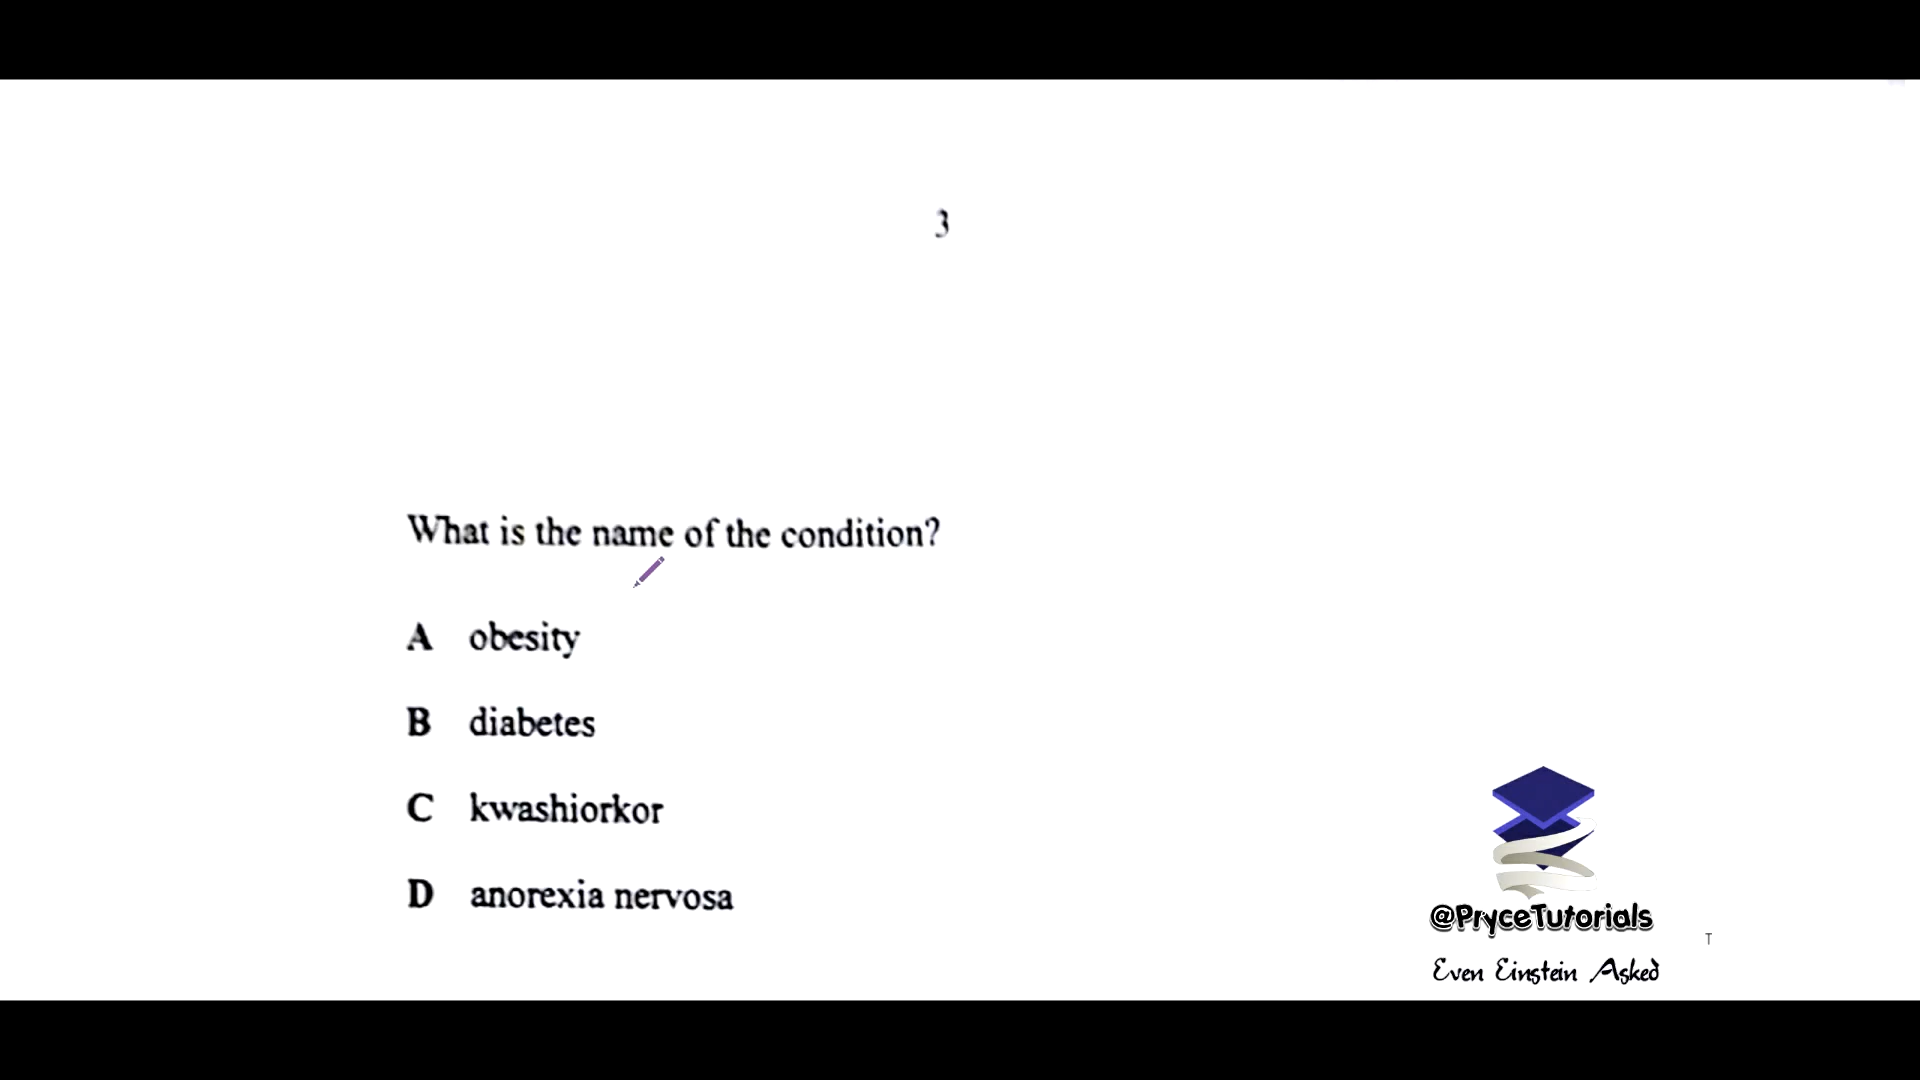 3
What is the name of the condition?
A obesity
B diabetes
C kwashiorkor
D anorexia nervosa
@PryceTutorials
T
Even Einstein Asked